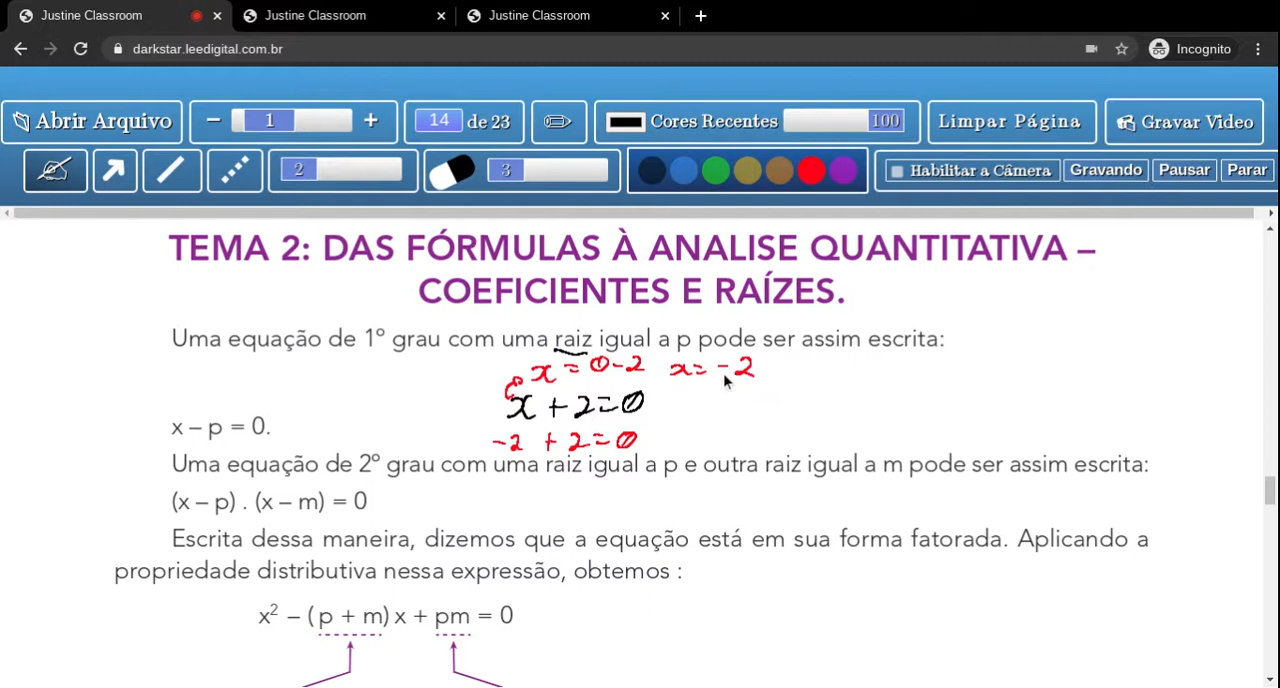 Justine Classroom Justine Classroom Justine Classroom
darkstar.leedigital.com.br Incognito
Abrir Arquivo − 1 + 14 de 23 Cores Recentes 100 Limpar Página Gravar Video
2 3 Habilitar a Câmera Gravando Pausar Parar
TEMA 2: DAS FÓRMULAS À ANALISE QUANTITATIVA –
COEFICIENTES E RAÍZES.
Uma equação de 1º grau com uma raiz igual a p pode ser assim escrita:
x = 0 - 2 x = -2
x + 2 = 0
x – p = 0.
-2 + 2 = 0
Uma equação de 2º grau com uma raiz igual a p e outra raiz igual a m pode ser assim escrita:
(x – p) . (x – m) = 0
Escrita dessa maneira, dizemos que a equação está em sua forma fatorada. Aplicando a
propriedade distributiva nessa expressão, obtemos :
x² – ( p + m ) x + pm = 0